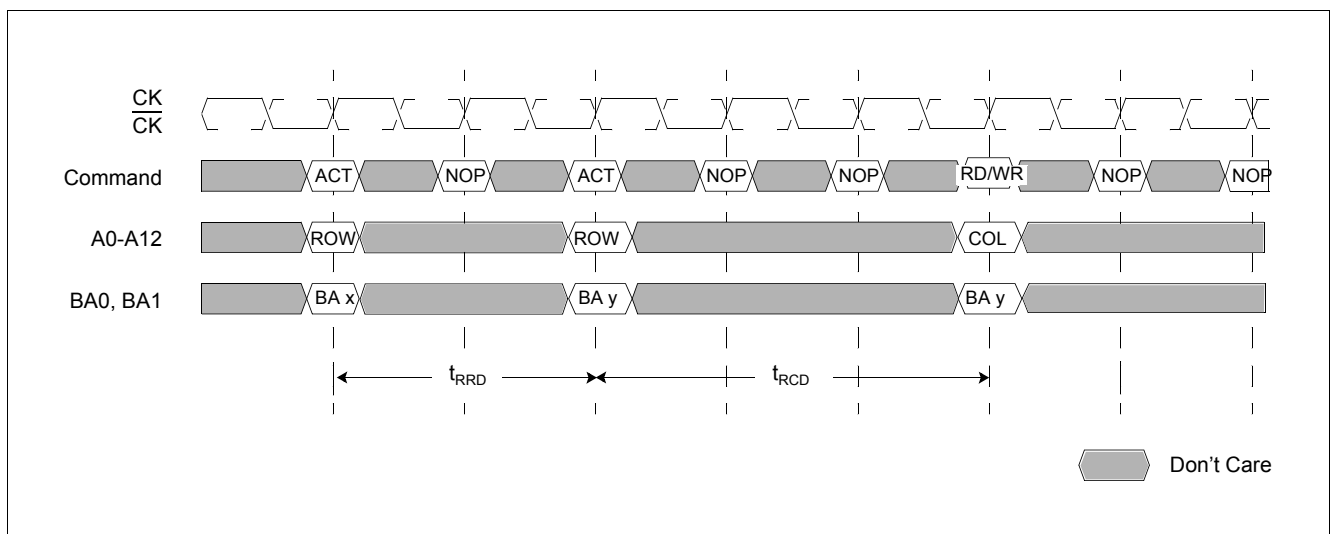 CK
CK
Command ACT NOP ACT NOP NOP RD/WR NOP NOP
A0-A12 ROW ROW COL
BA0, BA1 BA x BA y BA y
tRRD tRCD
Don't Care